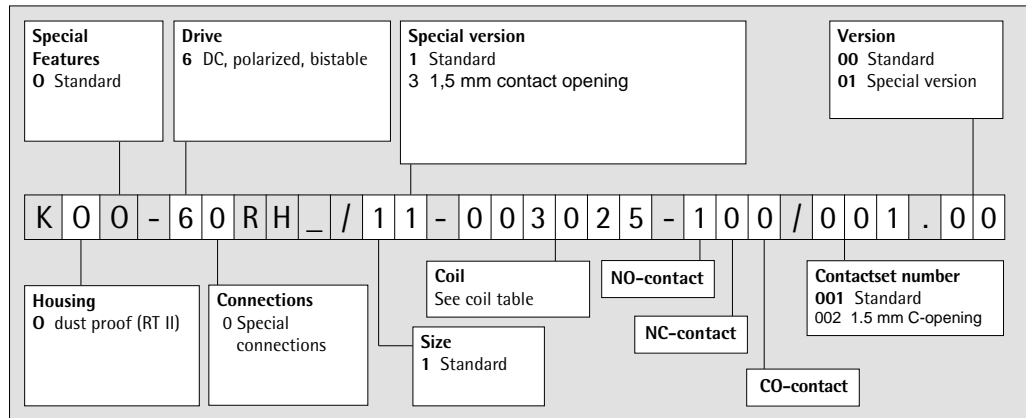 Special
Features
O Standard
Drive
6 DC, polarized, bistable
Special version
1 Standard
3 1,5 mm contact opening
Version
00 Standard
01 Special version
K O O - 6 0 R H _ / 1 1 - 0 0 3 0 2 5 - 1 0 0 / 0 0 1 . 0 0
Housing
O dust proof (RT II)
Connections
0 Special
connections
Size
1 Standard
Coil
See coil table
NO-contact
NC-contact
CO-contact
Contactset number
001 Standard
002 1.5 mm C-opening